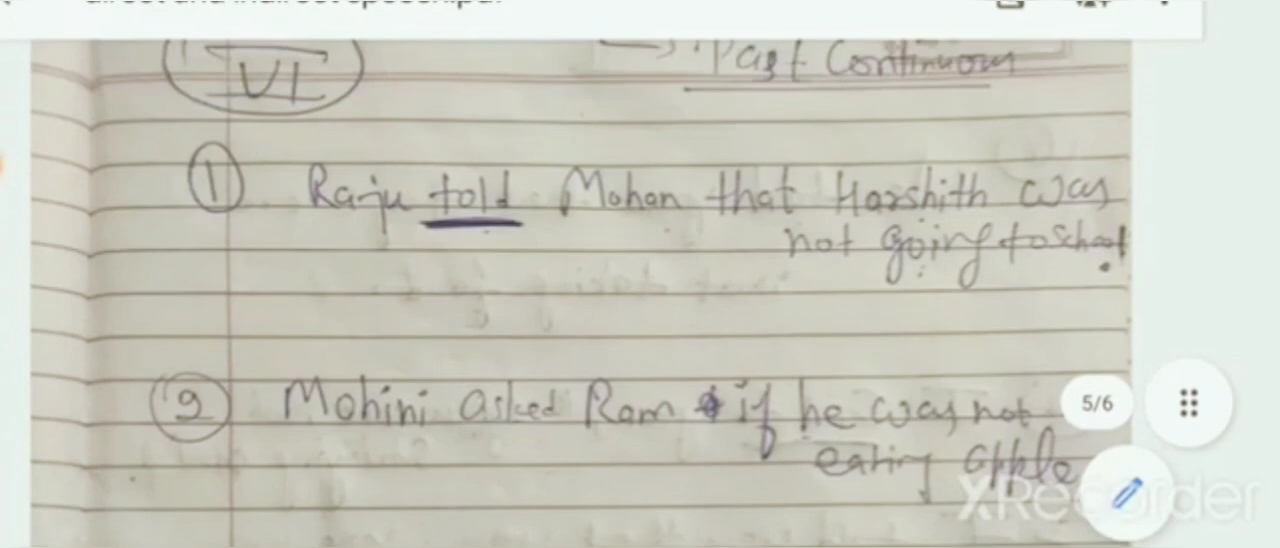 VI
Past Continuous
1 Raju told Mohan that Harshith was
not going to school.
2 Mohini asked Ram if he was not
eating apple
5/6
XRecorder